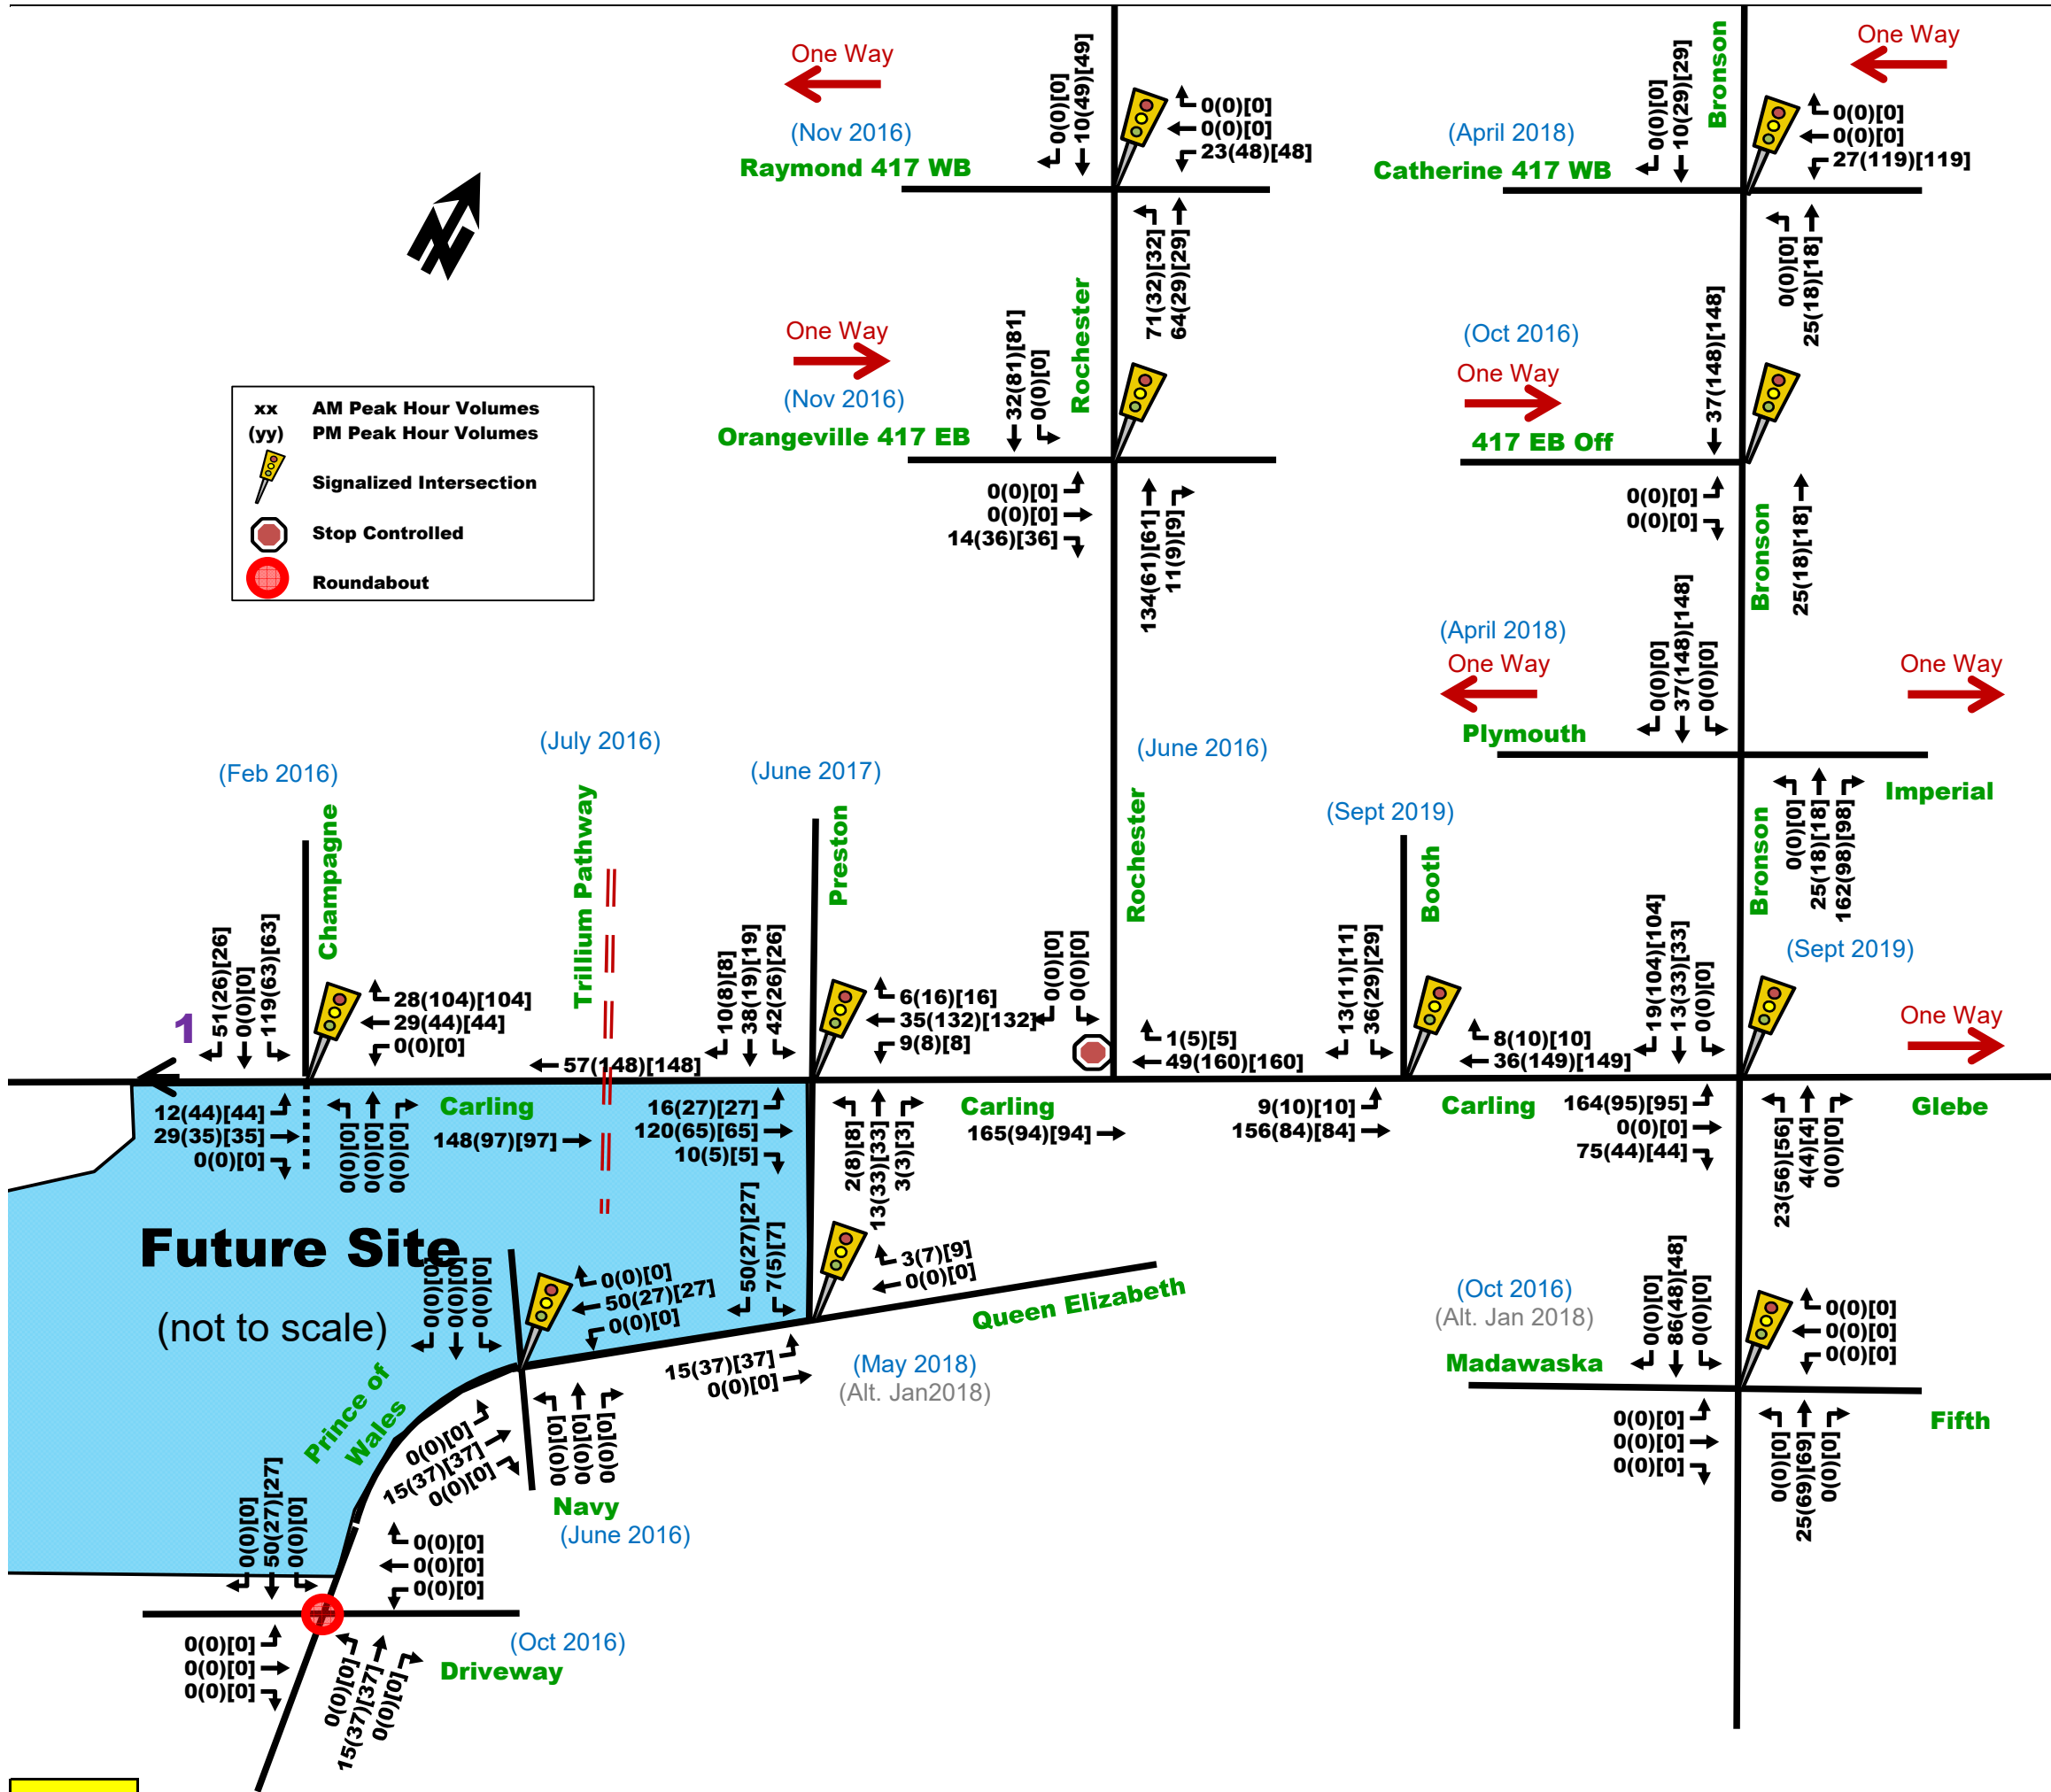 One Way
(Nov 2016)
Raymond 417 WB
0(0)[0]
10(49)[49]
0(0)[0]
0(0)[0]
23(48)[48]
71(32)[32]
64(29)[29]
One Way
(April 2018)
Catherine 417 WB
Bronson
0(0)[0]
10(29)[29]
0(0)[0]
0(0)[0]
27(119)[119]
0(0)[0]
25(18)[18]
One Way
(Nov 2016)
Orangeville 417 EB
Rochester
32(81)[81]
0(0)[0]
0(0)[0]
0(0)[0]
14(36)[36]
134(61)[61]
11(9)[9]
(Oct 2016)
One Way
417 EB Off
37(148)[148]
0(0)[0]
0(0)[0]
Bronson
25(18)[18]
xx AM Peak Hour Volumes
(yy) PM Peak Hour Volumes
Signalized Intersection
Stop Controlled
Roundabout
(April 2018)
One Way
Plymouth
0(0)[0]
37(148)[148]
0(0)[0]
One Way
Imperial
0(0)[0]
25(18)[18]
162(98)[98]
Bronson
(Feb 2016)
Champagne
1
51(26)[26]
0(0)[0]
119(63)[63]
28(104)[104]
29(44)[44]
0(0)[0]
12(44)[44]
29(35)[35]
0(0)[0]
0(0)[0]
0(0)[0]
0(0)[0]
(July 2016)
Trillium Pathway
57(148)[148]
Carling
148(97)[97]
(June 2017)
Preston
10(8)[8]
38(19)[19]
42(26)[26]
6(16)[16]
35(132)[132]
9(8)[8]
16(27)[27]
120(65)[65]
10(5)[5]
2(8)[8]
13(33)[33]
3(3)[3]
(June 2016)
Rochester
0(0)[0]
0(0)[0]
1(5)[5]
49(160)[160]
Carling
165(94)[94]
(Sept 2019)
Booth
13(11)[11]
36(29)[29]
8(10)[10]
36(149)[149]
9(10)[10]
156(84)[84]
Carling
(Sept 2019)
19(104)[104]
13(33)[33]
0(0)[0]
One Way
Glebe
164(95)[95]
0(0)[0]
75(44)[44]
23(56)[56]
4(4)[4]
0(0)[0]
Future Site
(not to scale)
0(0)[0]
0(0)[0]
0(0)[0]
0(0)[0]
50(27)[27]
0(0)[0]
50(27)[27]
7(5)[7]
3(7)[9]
0(0)[0]
Queen Elizabeth
15(37)[37]
0(0)[0]
(May 2018)
(Alt. Jan2018)
(Oct 2016)
(Alt. Jan 2018)
Madawaska
0(0)[0]
86(48)[48]
0(0)[0]
0(0)[0]
0(0)[0]
0(0)[0]
Fifth
0(0)[0]
0(0)[0]
0(0)[0]
0(0)[0]
25(69)[69]
0(0)[0]
Prince of
Wales
0(0)[0]
15(37)[37]
0(0)[0]
0(0)[0]
0(0)[0]
0(0)[0]
Navy
(June 2016)
0(0)[0]
50(27)[27]
0(0)[0]
0(0)[0]
0(0)[0]
0(0)[0]
(Oct 2016)
Driveway
0(0)[0]
0(0)[0]
0(0)[0]
0(0)[0]
15(37)[37]
0(0)[0]